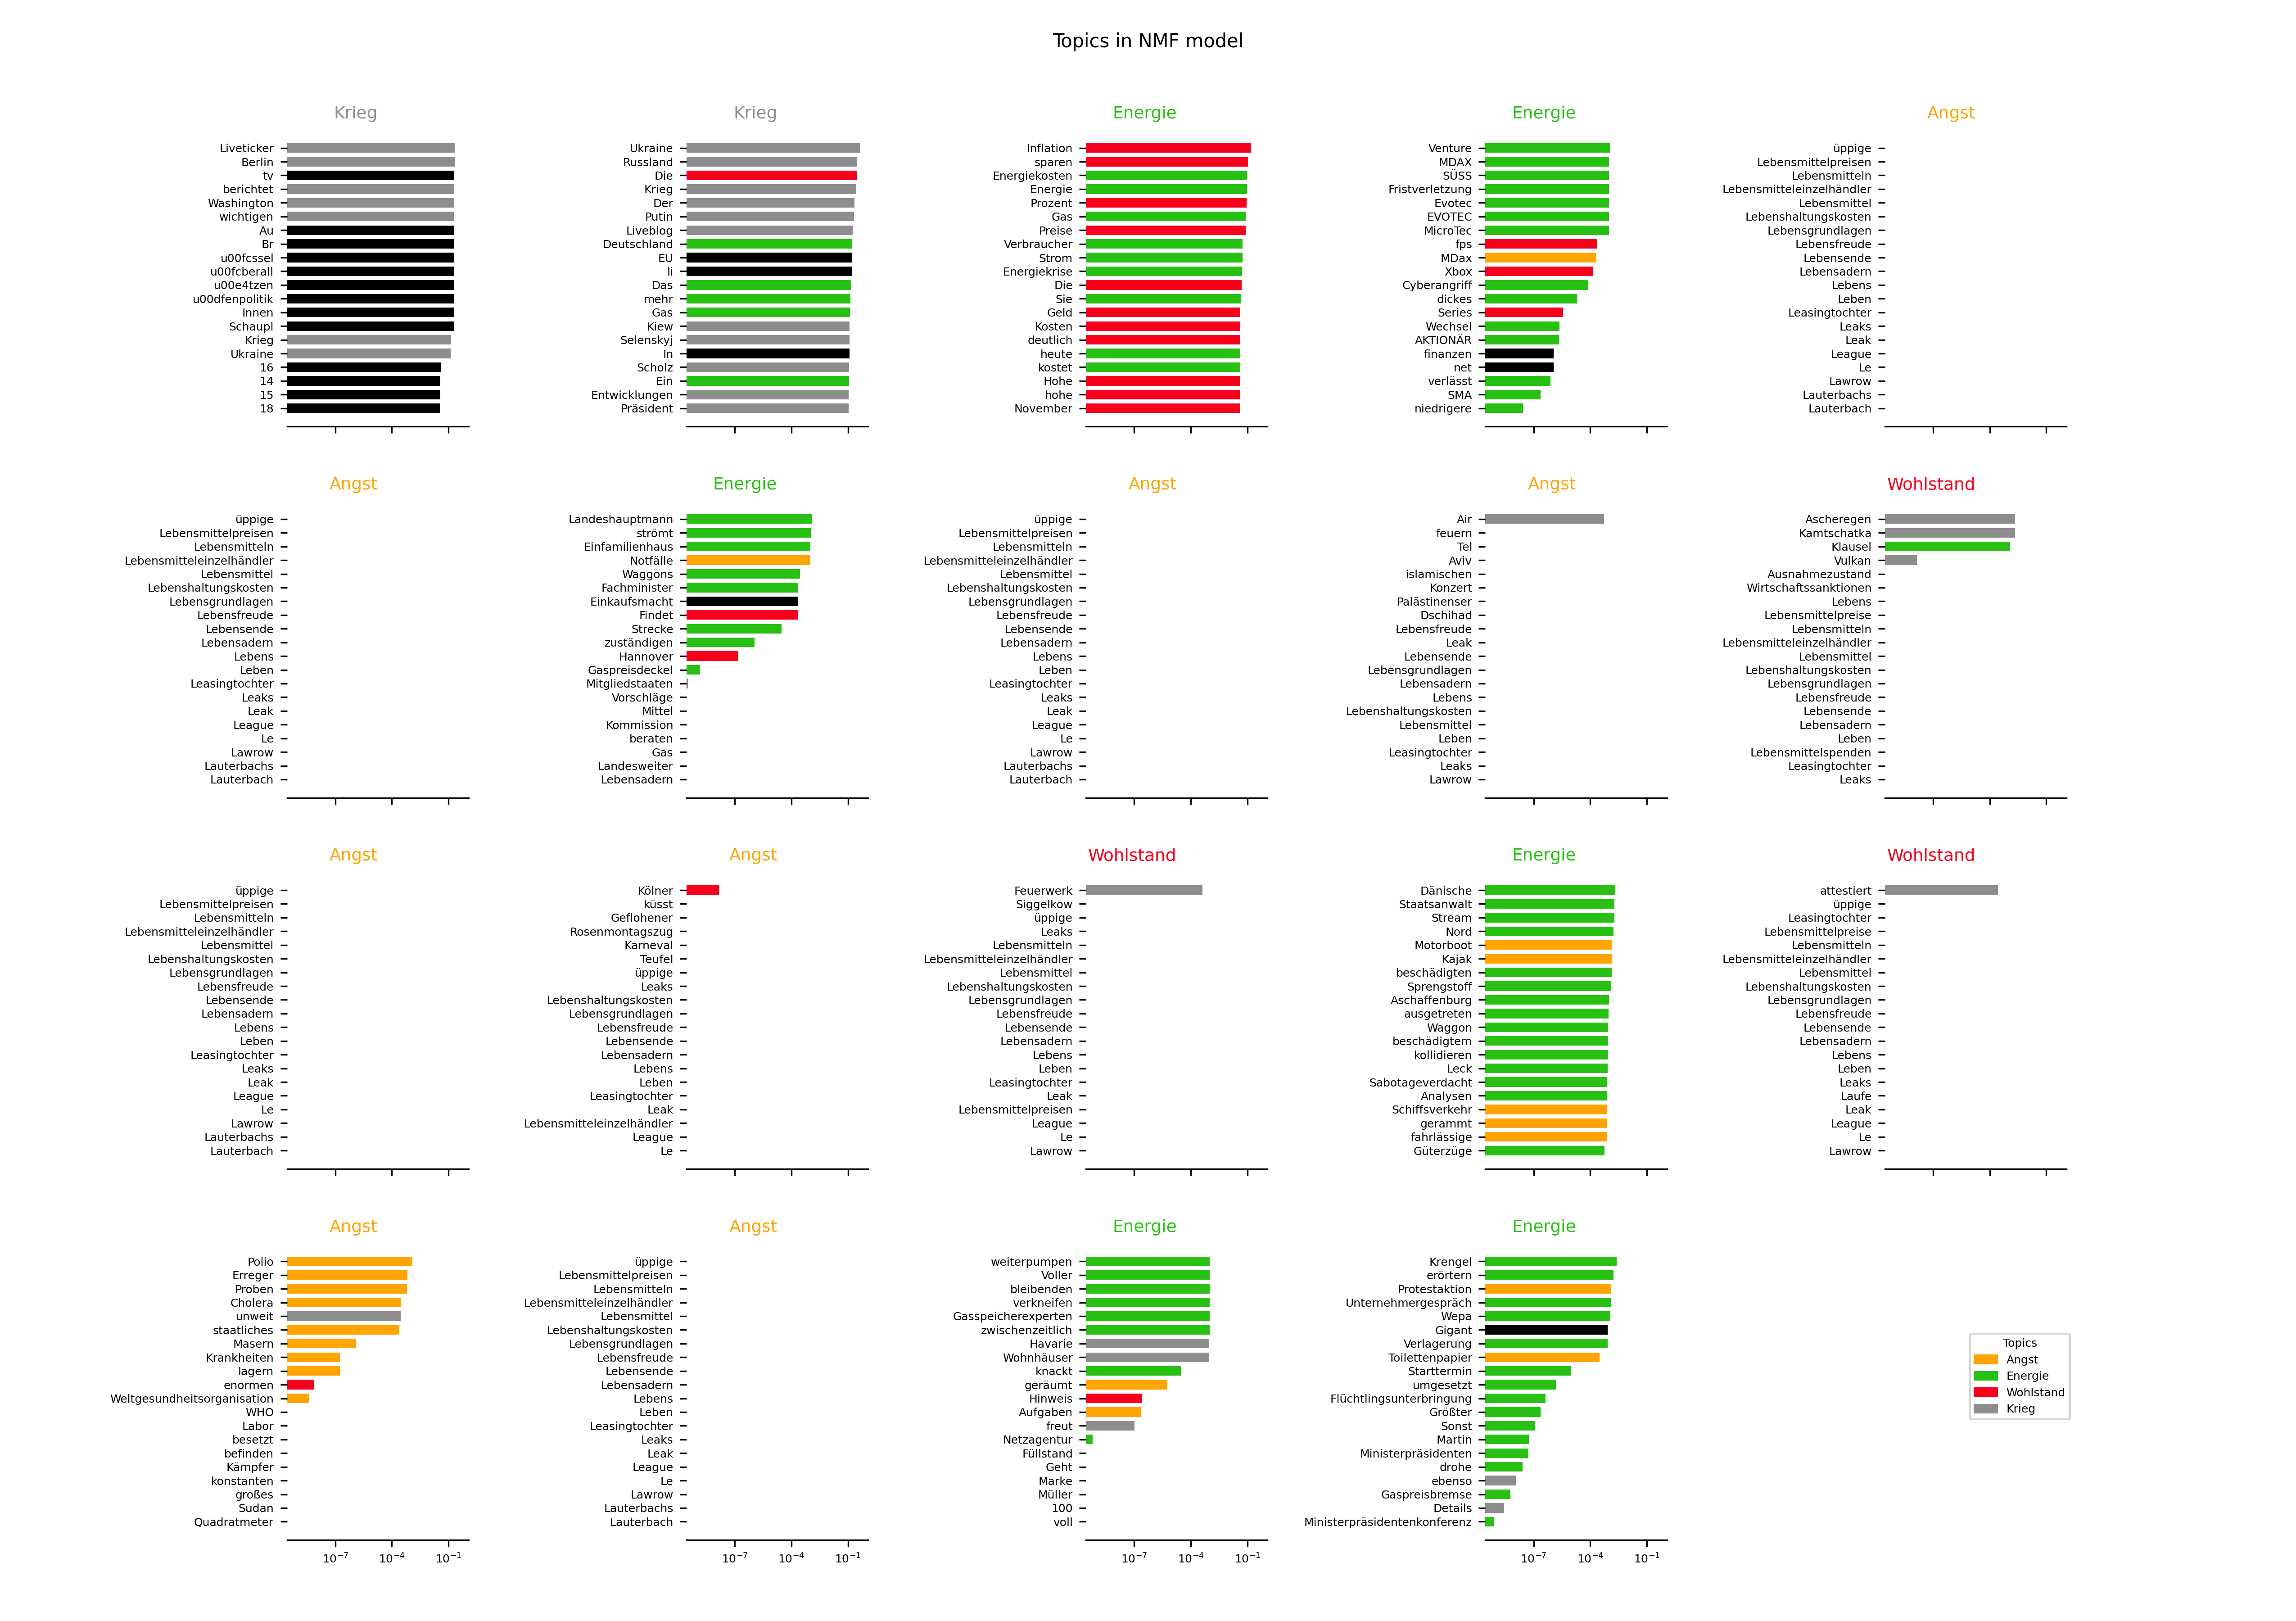 Topics in NMF model
Krieg
Liveticker
Berlin
tv
berichtet
Washington
wichtigen
Au
Br
u00fcssel
u00fcberall
u00e4tzen
u00dfenpolitik
Innen
Schaupl
Krieg
Ukraine
16
14
15
18
Krieg
Ukraine
Russland
Die
Krieg
Der
Putin
Liveblog
Deutschland
EU
li
Das
mehr
Gas
Kiew
Selenskyj
In
Scholz
Ein
Entwicklungen
Präsident
Energie
Inflation
sparen
Energiekosten
Energie
Prozent
Gas
Preise
Verbraucher
Strom
Energiekrise
Die
Sie
Geld
Kosten
deutlich
heute
kostet
Hohe
hohe
November
Energie
Venture
MDAX
SÜSS
Fristverletzung
Evotec
EVOTEC
MicroTec
fps
MDax
Xbox
Cyberangriff
dickes
Series
Wechsel
AKTIONÄR
finanzen
net
verlässt
SMA
niedrigere
Angst
üppige
Lebensmittelpreisen
Lebensmitteln
Lebensmitteleinzelhändler
Lebensmittel
Lebenshaltungskosten
Lebensgrundlagen
Lebensfreude
Lebensende
Lebensadern
Lebens
Leben
Leasingtochter
Leaks
Leak
League
Le
Lawrow
Lauterbachs
Lauterbach
Angst
üppige
Lebensmittelpreisen
Lebensmitteln
Lebensmitteleinzelhändler
Lebensmittel
Lebenshaltungskosten
Lebensgrundlagen
Lebensfreude
Lebensende
Lebensadern
Lebens
Leben
Leasingtochter
Leaks
Leak
League
Le
Lawrow
Lauterbachs
Lauterbach
Energie
Landeshauptmann
strömt
Einfamilienhaus
Notfälle
Waggons
Fachminister
Einkaufsmacht
Findet
Strecke
zuständigen
Hannover
Gaspreisdeckel
Mitgliedstaaten
Vorschläge
Mittel
Kommission
beraten
Gas
Landesweiter
Lebensadern
Angst
üppige
Lebensmittelpreisen
Lebensmitteln
Lebensmitteleinzelhändler
Lebensmittel
Lebenshaltungskosten
Lebensgrundlagen
Lebensfreude
Lebensende
Lebensadern
Lebens
Leben
Leasingtochter
Leaks
Leak
League
Le
Lawrow
Lauterbachs
Lauterbach
Angst
Air
feuern
Tel
Aviv
islamischen
Konzert
Palästinenser
Dschihad
Lebensfreude
Leak
Lebensende
Lebensgrundlagen
Lebensadern
Lebens
Lebenshaltungskosten
Lebensmittel
Leben
Leasingtochter
Leaks
Lawrow
Wohlstand
Ascheregen
Kamtschatka
Klausel
Vulkan
Ausnahmezustand
Wirtschaftssanktionen
Lebens
Lebensmittelpreise
Lebensmitteln
Lebensmitteleinzelhändler
Lebensmittel
Lebenshaltungskosten
Lebensgrundlagen
Lebensfreude
Lebensende
Lebensadern
Leben
Lebensmittelspenden
Leasingtochter
Leaks
Angst
üppige
Lebensmittelpreisen
Lebensmitteln
Lebensmitteleinzelhändler
Lebensmittel
Lebenshaltungskosten
Lebensgrundlagen
Lebensfreude
Lebensende
Lebensadern
Lebens
Leben
Leasingtochter
Leaks
Leak
League
Le
Lawrow
Lauterbachs
Lauterbach
Angst
Kölner
küsst
Geflohener
Rosenmontagszug
Karneval
Teufel
üppige
Leaks
Lebenshaltungskosten
Lebensgrundlagen
Lebensfreude
Lebensende
Lebensadern
Lebens
Leben
Leasingtochter
Leak
Lebensmitteleinzelhändler
League
Le
Wohlstand
Feuerwerk
Siggelkow
üppige
Leaks
Lebensmitteln
Lebensmitteleinzelhändler
Lebensmittel
Lebenshaltungskosten
Lebensgrundlagen
Lebensfreude
Lebensende
Lebensadern
Lebens
Leben
Leasingtochter
Leak
Lebensmittelpreisen
League
Le
Lawrow
Energie
Dänische
Staatsanwalt
Stream
Nord
Motorboot
Kajak
beschädigten
Sprengstoff
Aschaffenburg
ausgetreten
Waggon
beschädigtem
kollidieren
Leck
Sabotageverdacht
Analysen
Schiffsverkehr
gerammt
fahrlässige
Güterzüge
Wohlstand
attestiert
üppige
Leasingtochter
Lebensmittelpreise
Lebensmitteln
Lebensmitteleinzelhändler
Lebensmittel
Lebenshaltungskosten
Lebensgrundlagen
Lebensfreude
Lebensende
Lebensadern
Lebens
Leben
Leaks
Laufe
Leak
League
Le
Lawrow
Angst
Polio
Erreger
Proben
Cholera
unweit
staatliches
Masern
Krankheiten
lagern
enormen
Weltgesundheitsorganisation
WHO
Labor
besetzt
befinden
Kämpfer
konstanten
großes
Sudan
Quadratmeter
10⁻⁷ 10⁻⁴ 10⁻¹
Angst
üppige
Lebensmittelpreisen
Lebensmitteln
Lebensmitteleinzelhändler
Lebensmittel
Lebenshaltungskosten
Lebensgrundlagen
Lebensfreude
Lebensende
Lebensadern
Lebens
Leben
Leasingtochter
Leaks
Leak
League
Le
Lawrow
Lauterbachs
Lauterbach
10⁻⁷ 10⁻⁴ 10⁻¹
Energie
weiterpumpen
Voller
bleibenden
verkneifen
Gasspeicherexperten
zwischenzeitlich
Havarie
Wohnhäuser
knackt
geräumt
Hinweis
Aufgaben
freut
Netzagentur
Füllstand
Geht
Marke
Müller
100
voll
10⁻⁷ 10⁻⁴ 10⁻¹
Energie
Krengel
erörtern
Protestaktion
Unternehmergespräch
Wepa
Gigant
Verlagerung
Toilettenpapier
Starttermin
umgesetzt
Flüchtlingsunterbringung
Größter
Sonst
Martin
Ministerpräsidenten
drohe
ebenso
Gaspreisbremse
Details
Ministerpräsidentenkonferenz
10⁻⁷ 10⁻⁴ 10⁻¹
Topics
Angst
Energie
Wohlstand
Krieg